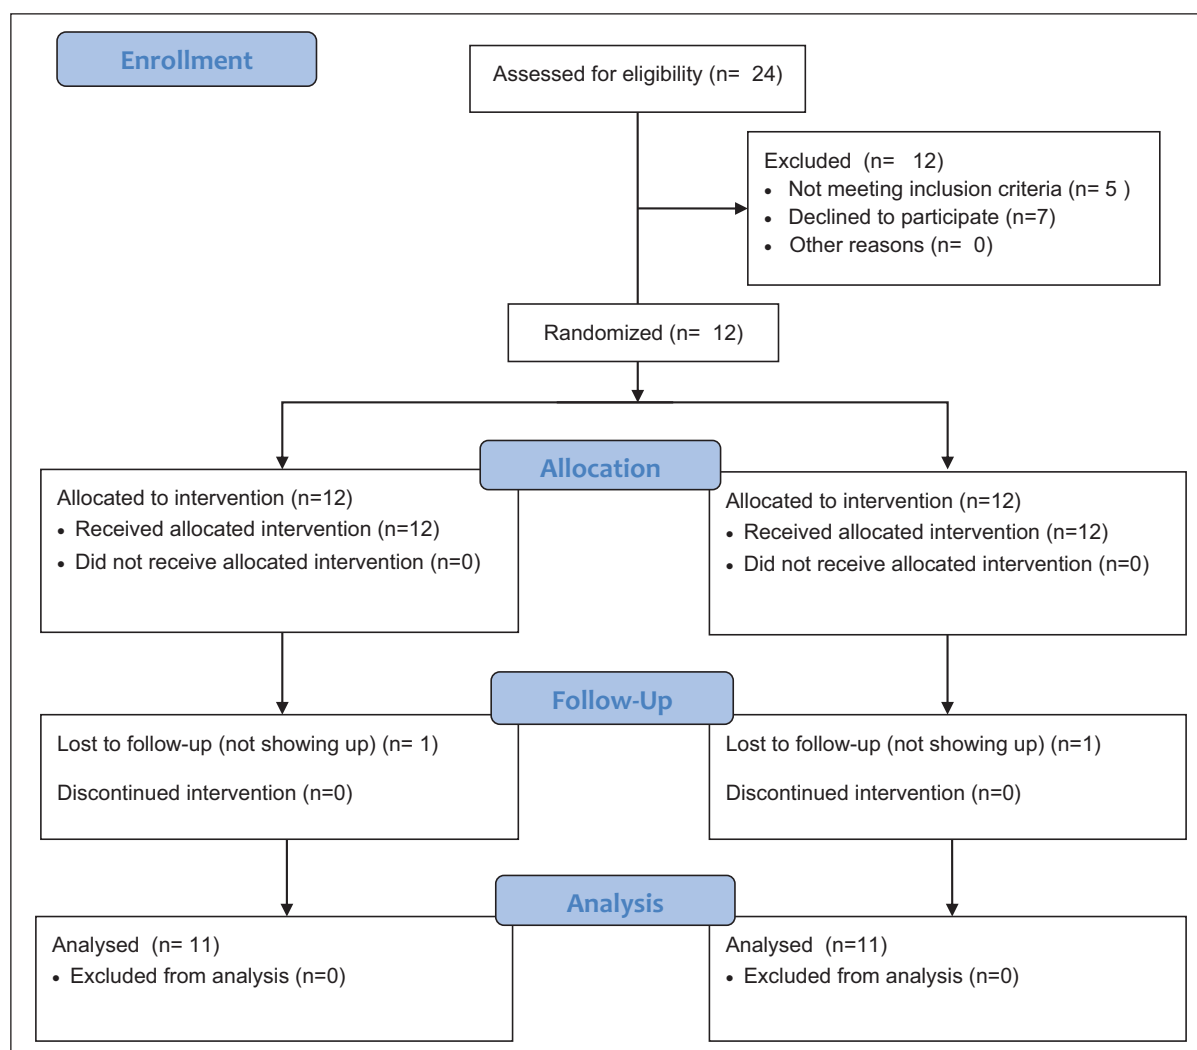 Enrollment
Assessed for eligibility (n= 24)
Excluded (n= 12)
• Not meeting inclusion criteria (n= 5 )
• Declined to participate (n=7)
• Other reasons (n= 0)
Randomized (n= 12)
Allocation
Allocated to intervention (n=12)
• Received allocated intervention (n=12)
• Did not receive allocated intervention (n=0)
Allocated to intervention (n=12)
• Received allocated intervention (n=12)
• Did not receive allocated intervention (n=0)
Follow-Up
Lost to follow-up (not showing up) (n= 1)
Discontinued intervention (n=0)
Lost to follow-up (not showing up) (n=1)
Discontinued intervention (n=0)
Analysis
Analysed (n= 11)
• Excluded from analysis (n=0)
Analysed (n=11)
• Excluded from analysis (n=0)